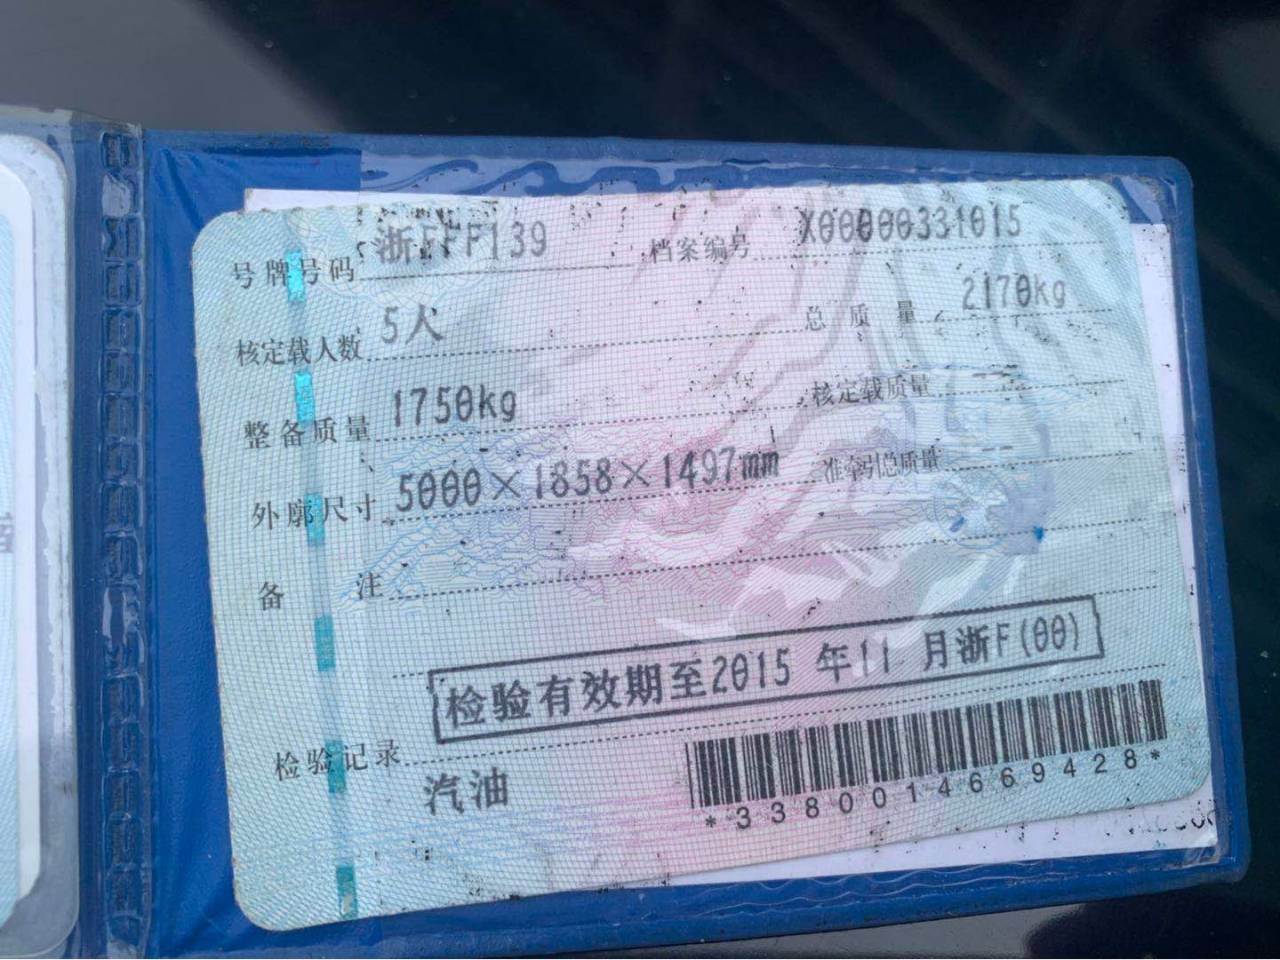 号牌号码 浙FFF139 档案编号 X00000331015
核定载人数 5人 总质量 2170kg
整备质量 1750kg 核定载质量 --
外廓尺寸 5000×1858×1497mm 准牵引总质量 --
备注
检验有效期至2015年11月浙F(00)
检验记录
汽油
*3380014669428*